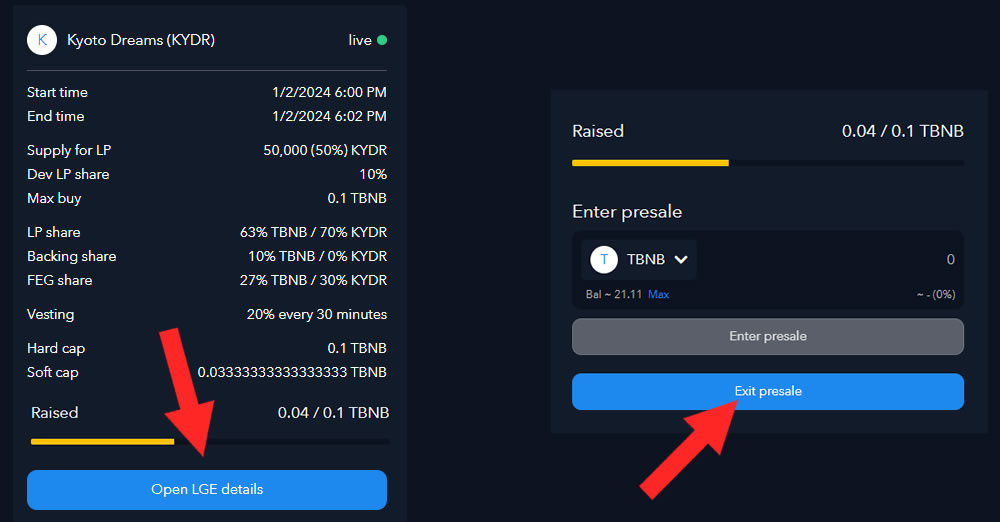 K Kyoto Dreams (KYDR) live
Start time 1/2/2024 6:00 PM
End time 1/2/2024 6:02 PM
Supply for LP 50,000 (50%) KYDR
Dev LP share 10%
Max buy 0.1 TBNB
LP share 63% TBNB / 70% KYDR
Backing share 10% TBNB / 0% KYDR
FEG share 27% TBNB / 30% KYDR
Vesting 20% every 30 minutes
Hard cap 0.1 TBNB
Soft cap 0.03333333333333333 TBNB
Raised 0.04 / 0.1 TBNB
Open LGE details
Raised 0.04 / 0.1 TBNB
Enter presale
T TBNB 0
Bal ~ 21.11 Max ~ - (0%)
Enter presale
Exit presale